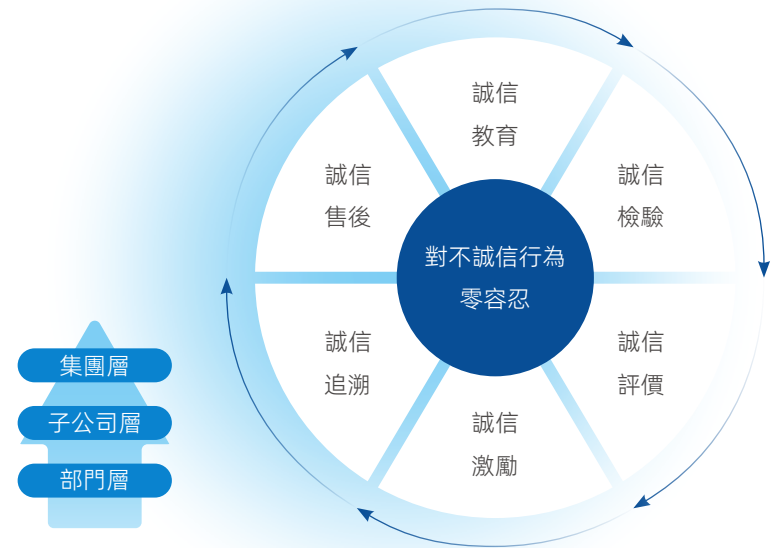 誠信
教育
誠信
檢驗
誠信
評價
誠信
激勵
誠信
追溯
誠信
售後
對不誠信行為
零容忍
集團層
子公司層
部門層